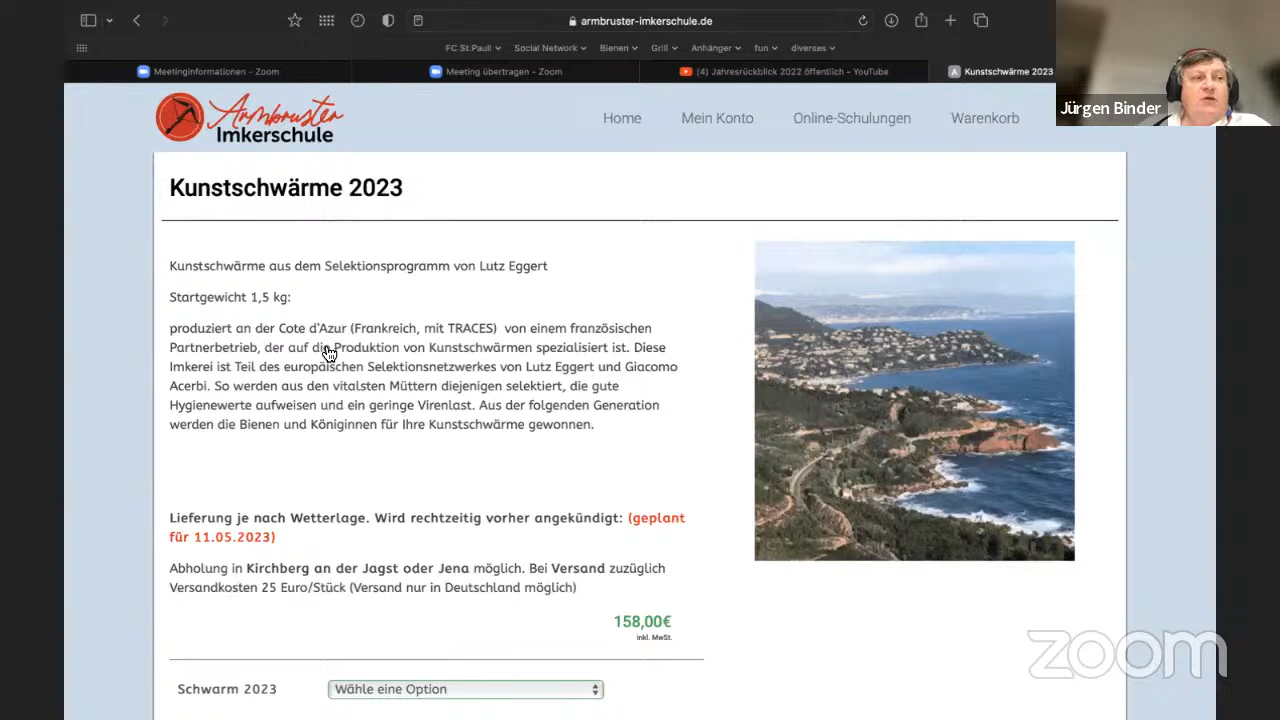 armbruster-imkerschule.de
FC St.Pauli
Social Network
Bienen
Grill
Anhänger
fun
diverses
Meetinginformationen - Zoom
Meeting übertragen - Zoom
(4) Jahresrückblick 2022 öffentlich - YouTube
A Kunstschwärme 2023
Jürgen Binder
Armbruster
Imkerschule
Home
Mein Konto
Online-Schulungen
Warenkorb
Kunstschwärme 2023
Kunstschwärme aus dem Selektionsprogramm von Lutz Eggert
Startgewicht 1,5 kg:
produziert an der Cote d'Azur (Frankreich, mit TRACES) von einem französischen
Partnerbetrieb, der auf die Produktion von Kunstschwärmen spezialisiert ist. Diese
Imkerei ist Teil des europäischen Selektionsnetzwerkes von Lutz Eggert und Giacomo
Acerbi. So werden aus den vitalsten Müttern diejenigen selektiert, die gute
Hygienewerte aufweisen und ein geringe Virenlast. Aus der folgenden Generation
werden die Bienen und Königinnen für Ihre Kunstschwärme gewonnen.
Lieferung je nach Wetterlage. Wird rechtzeitig vorher angekündigt: (geplant
für 11.05.2023)
Abholung in Kirchberg an der Jagst oder Jena möglich. Bei Versand zuzüglich
Versandkosten 25 Euro/Stück (Versand nur in Deutschland möglich)
158,00€
inkl. MwSt.
Schwarm 2023
Wähle eine Option
zoom